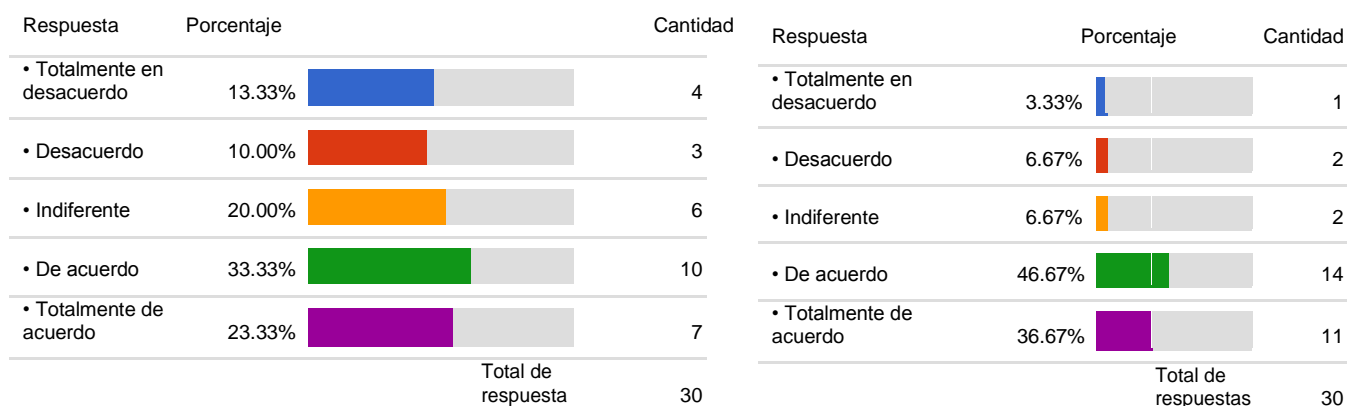 Respuesta Porcentaje Cantidad
• Totalmente en
desacuerdo 13.33% 4
• Desacuerdo 10.00% 3
• Indiferente 20.00% 6
• De acuerdo 33.33% 10
• Totalmente de
acuerdo 23.33% 7
Total de
respuesta 30
Respuesta Porcentaje Cantidad
• Totalmente en
desacuerdo 3.33% 1
• Desacuerdo 6.67% 2
• Indiferente 6.67% 2
• De acuerdo 46.67% 14
• Totalmente de
acuerdo 36.67% 11
Total de
respuestas 30